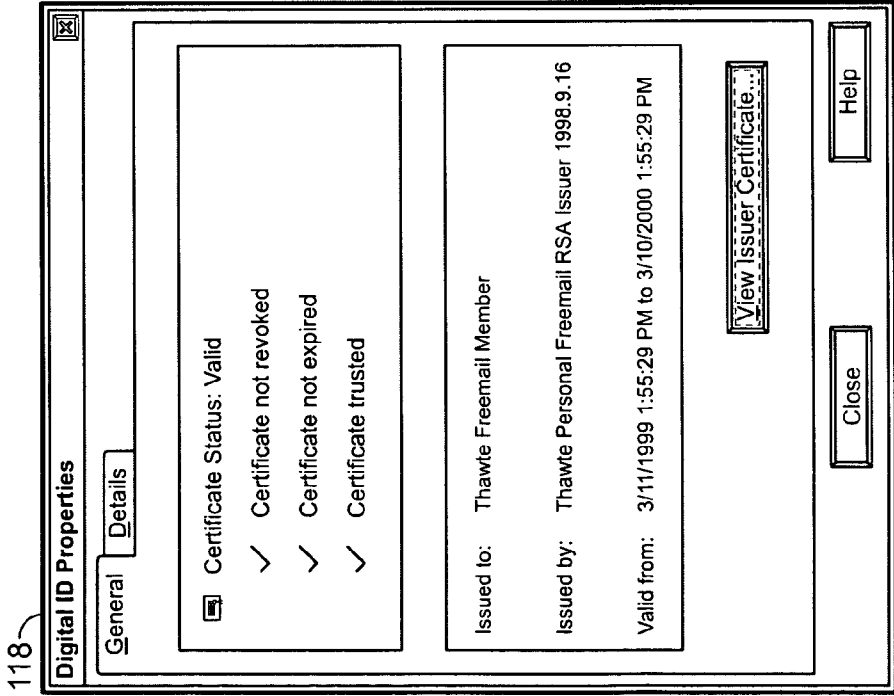 118
Digital ID Properties
General Details
Certificate Status: Valid
Certificate not revoked
Certificate not expired
Certificate trusted
Issued to: Thawte Freemail Member
Issued by: Thawte Personal Freemail RSA Issuer 1998.9.16
Valid from: 3/11/1999 1:55:29 PM to 3/10/2000 1:55:29 PM
View Issuer Certificate...
Close Help